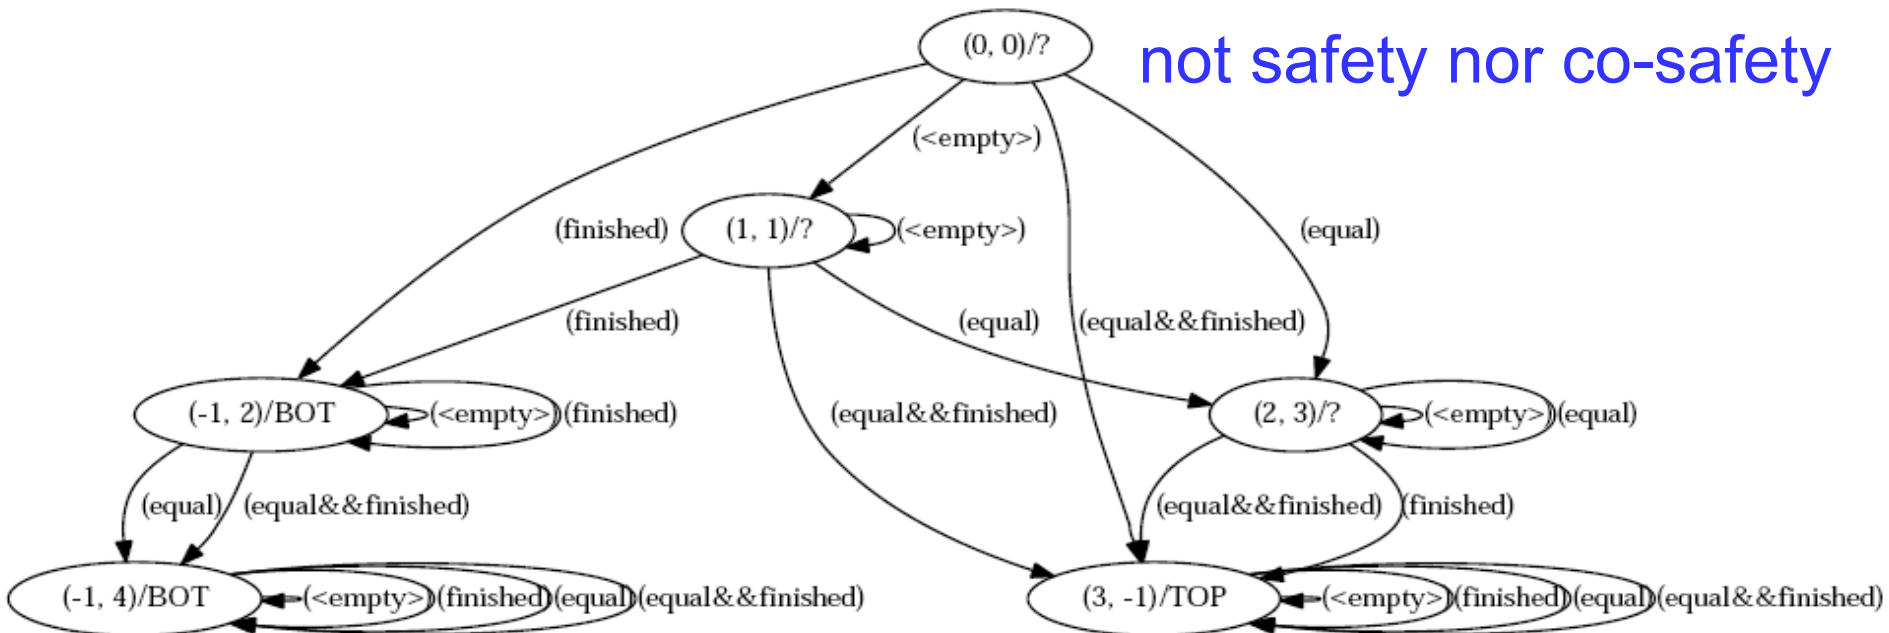 (0, 0)/?
not safety nor co-safety
(<empty>)
(finished)
(1, 1)/?
(<empty>)
(equal)
(finished)
(equal)
(equal&&finished)
(-1, 2)/BOT
(<empty>)
(finished)
(equal&&finished)
(2, 3)/?
(<empty>)
(equal)
(equal)
(equal&&finished)
(equal&&finished)
(finished)
(-1, 4)/BOT
(<empty>)
(finished)
(equal)
(equal&&finished)
(3, -1)/TOP
(<empty>)
(finished)
(equal)
(equal&&finished)